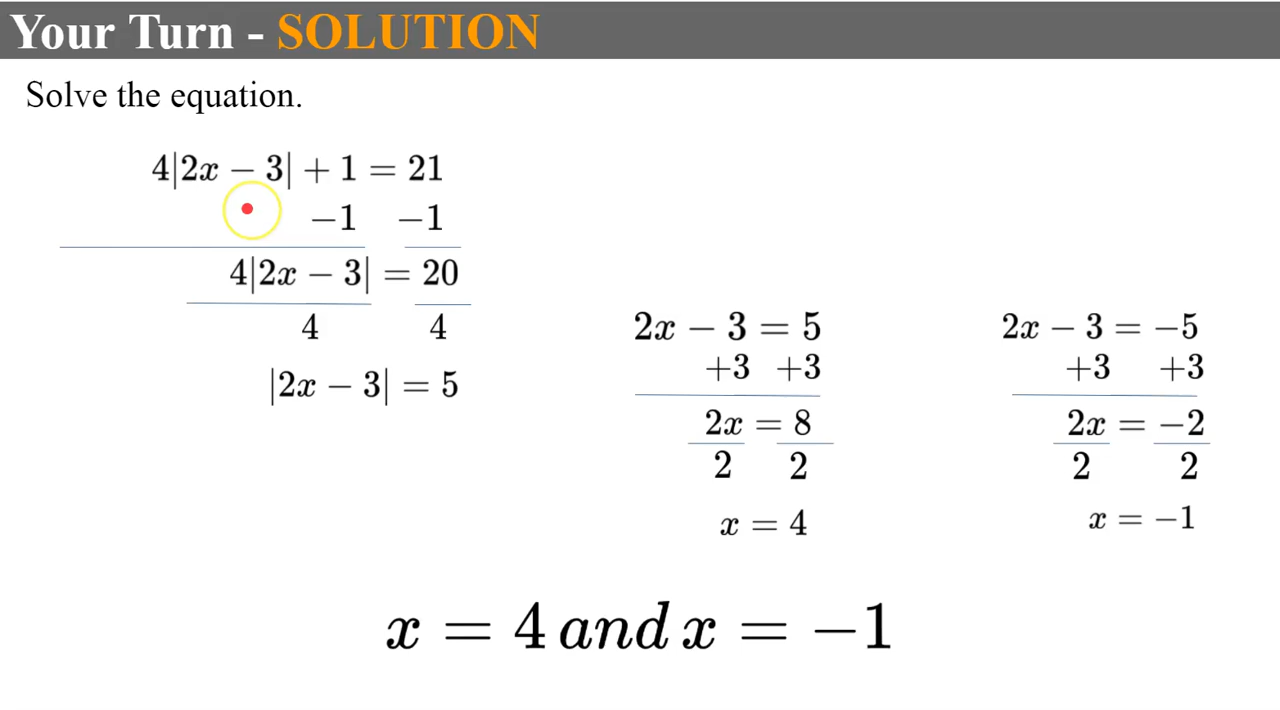 Your Turn - SOLUTION
Solve the equation.
4|2x − 3| + 1 = 21
−1 −1
4|2x − 3| = 20
4 4
|2x − 3| = 5
2x − 3 = 5
+3 +3
2x = 8
2 2
x = 4
2x − 3 = −5
+3 +3
2x = −2
2 2
x = −1
x = 4 and x = −1